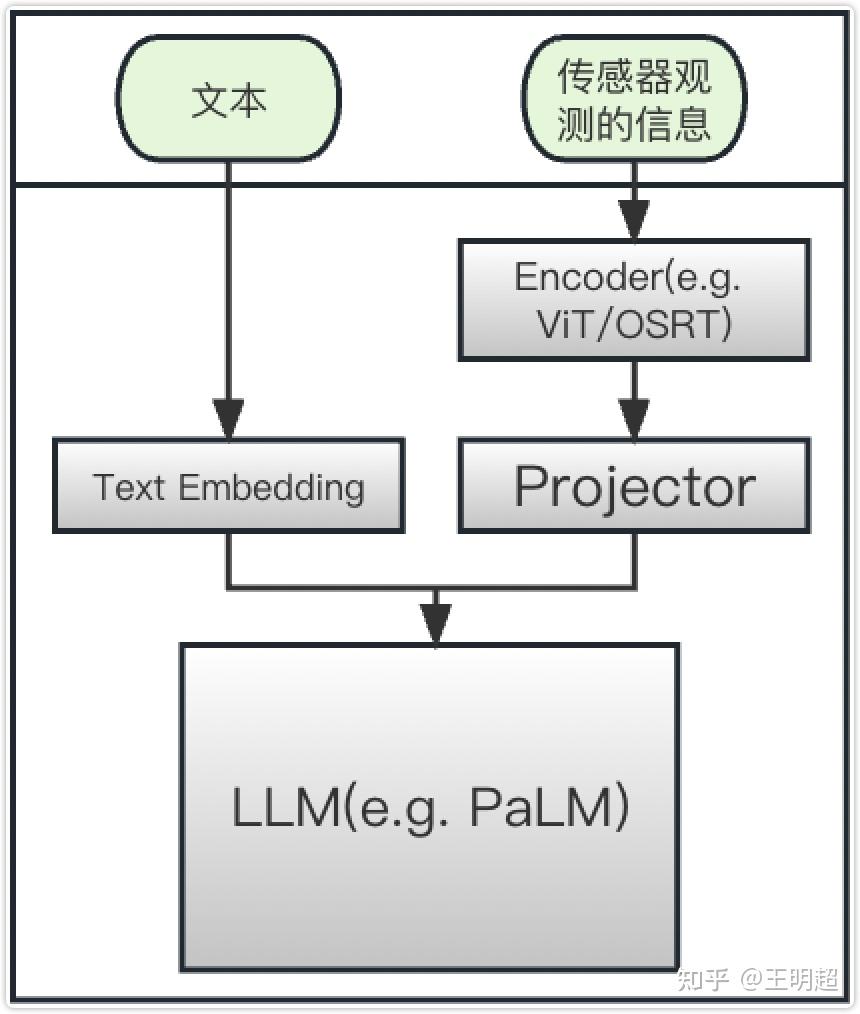 文本
传感器观
测的信息
Encoder(e.g.
ViT/OSRT)
Text Embedding
Projector
LLM(e.g. PaLM)
知乎 @王明超